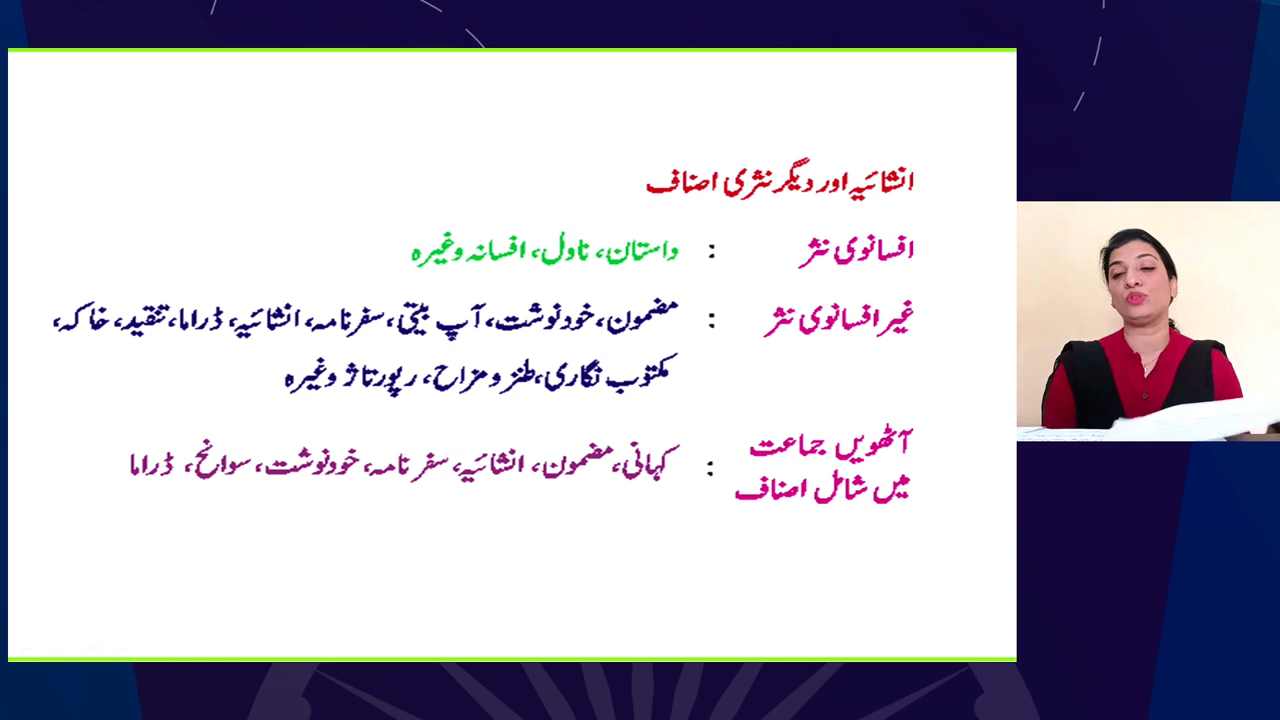 انشائیہ اور دیگر نثری اصناف
افسانوی نثر : داستان، ناول، افسانہ وغیرہ
غیر افسانوی نثر : مضمون، خودنوشت، آپ بیتی، سفرنامہ، انشائیہ، ڈراما، تنقید، خاکہ،
مکتوب نگاری، طنز و مزاح، رپورتاژ وغیرہ
آٹھویں جماعت
میں شامل اصناف : کہانی، مضمون، انشائیہ، سفر نامہ، خودنوشت، سوانح، ڈراما